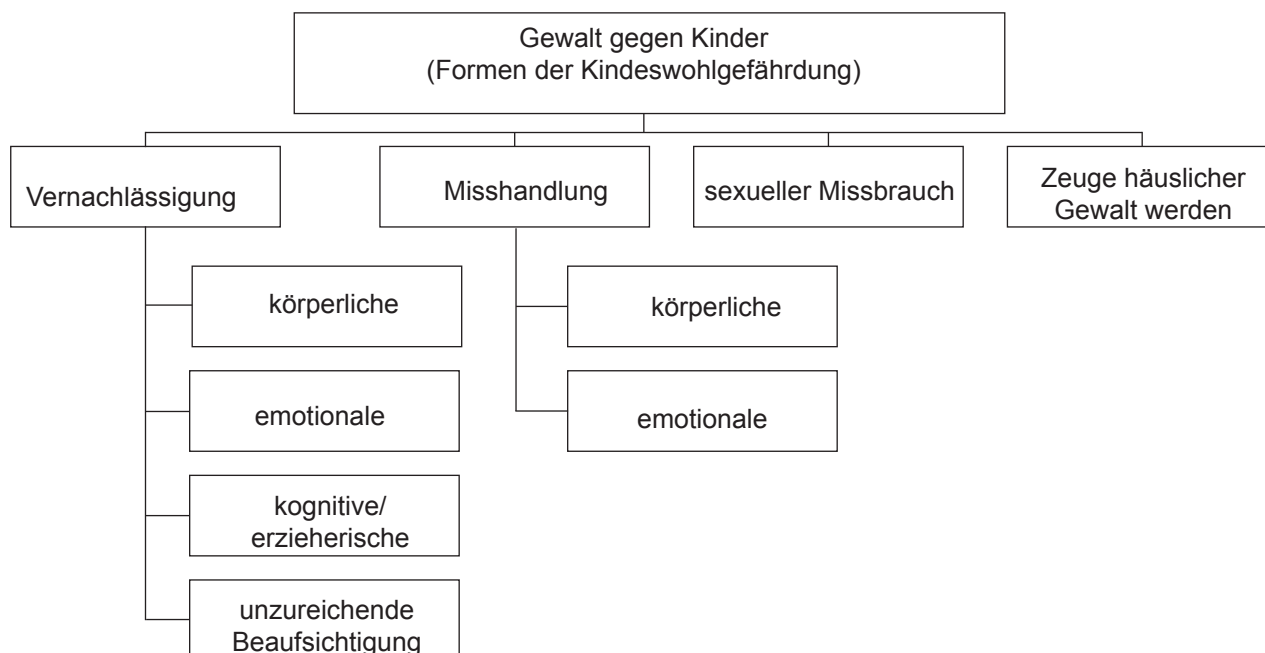 Gewalt gegen Kinder
(Formen der Kindeswohlgefährdung)
Vernachlässigung
körperliche
emotionale
kognitive/
erzieherische
unzureichende
Beaufsichtigung
Misshandlung
körperliche
emotionale
sexueller Missbrauch
Zeuge häuslicher
Gewalt werden